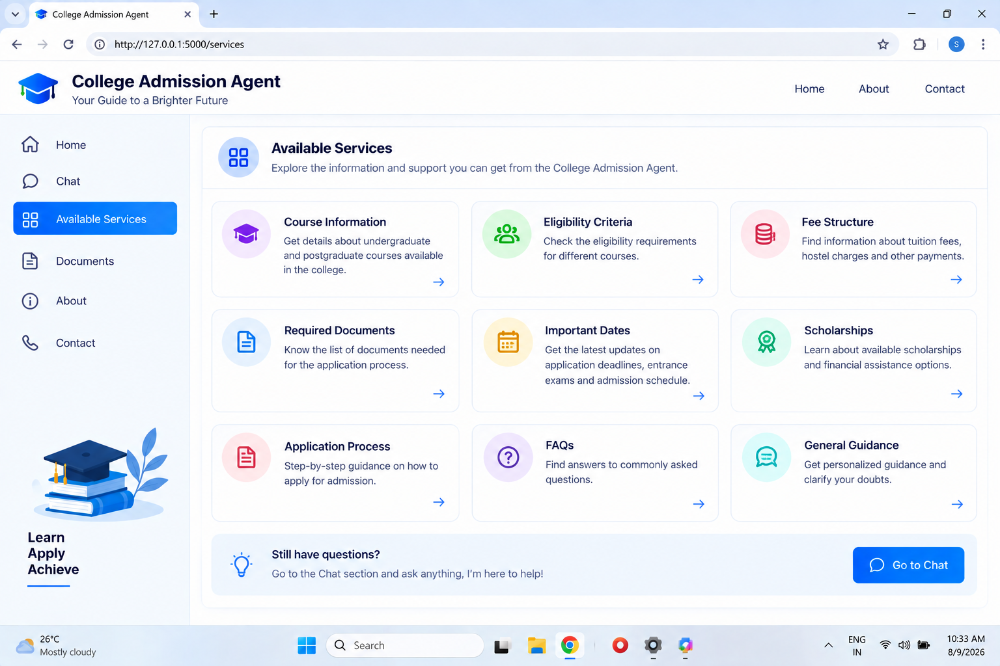 College Admission Agent
http://127.0.0.1:5000/services
S
College Admission Agent
Your Guide to a Brighter Future
Home
About
Contact
Home
Chat
Available Services
Documents
About
Contact
Learn
Apply
Achieve
Available Services
Explore the information and support you can get from the College Admission Agent.
Course Information
Get details about undergraduate
and postgraduate courses available
in the college.
Eligibility Criteria
Check the eligibility requirements
for different courses.
Fee Structure
Find information about tuition fees,
hostel charges and other payments.
Required Documents
Know the list of documents needed
for the application process.
Important Dates
Get the latest updates on
application deadlines, entrance
exams and admission schedule.
Scholarships
Learn about available scholarships
and financial assistance options.
Application Process
Step-by-step guidance on how to
apply for admission.
FAQs
Find answers to commonly asked
questions.
General Guidance
Get personalized guidance and
clarify your doubts.
Still have questions?
Go to the Chat section and ask anything, I'm here to help!
Go to Chat
26°C
Mostly cloudy
Search
ENG
IN
10:33 AM
8/9/2026